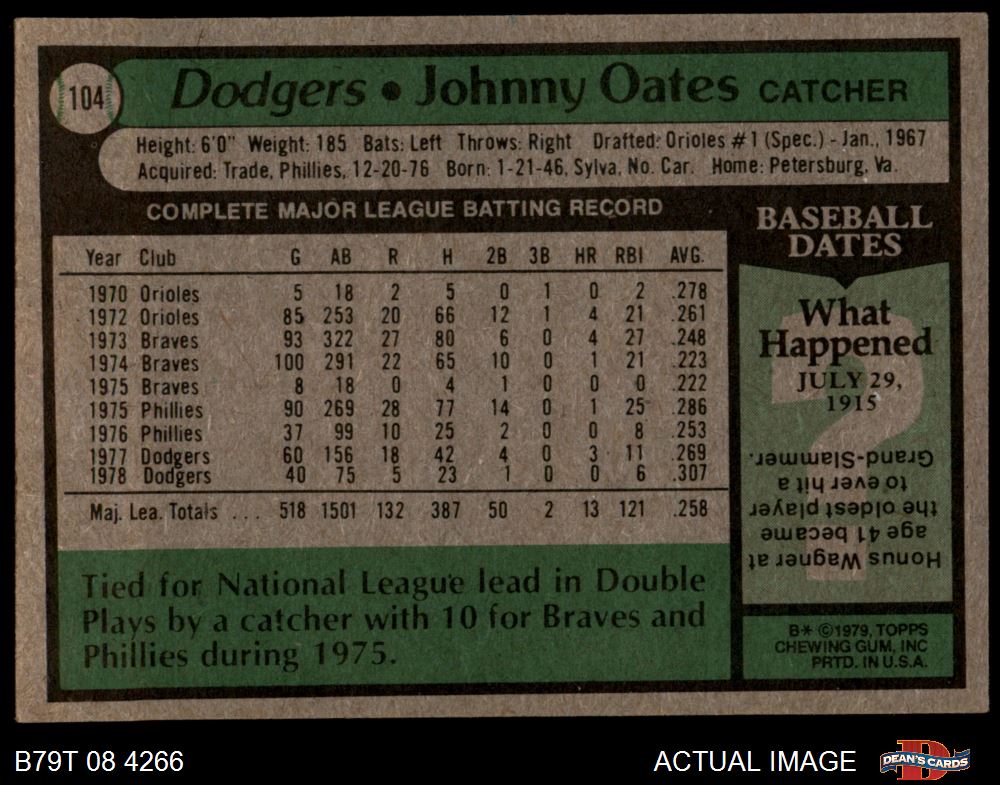 104
Dodgers • Johnny Oates CATCHER
Height: 6'0" Weight: 185 Bats: Left Throws: Right Drafted: Orioles #1 (Spec.) - Jan., 1967
Acquired: Trade, Phillies, 12-20-76 Born: 1-21-46, Sylva, No. Car. Home: Petersburg, Va.
COMPLETE MAJOR LEAGUE BATTING RECORD
Year Club G AB R H 2B 3B HR RBI AVG.
1970 Orioles 5 18 2 5 0 1 0 2 .278
1972 Orioles 85 253 20 66 12 1 4 21 .261
1973 Braves 93 322 27 80 6 0 4 27 .248
1974 Braves 100 291 22 65 10 0 1 21 .223
1975 Braves 8 18 0 4 1 0 0 0 .222
1975 Phillies 90 269 28 77 14 0 1 25 .286
1976 Phillies 37 99 10 25 2 0 0 8 .253
1977 Dodgers 60 156 18 42 4 0 3 11 .269
1978 Dodgers 40 75 5 23 1 0 0 6 .307
Maj. Lea. Totals ... 518 1501 132 387 50 2 13 121 .258
Tied for National League lead in Double
Plays by a catcher with 10 for Braves and
Phillies during 1975.
BASEBALL
DATES
What
Happened
JULY 29,
1915
?
Honus Wagner at
age 41 became
the oldest player
to ever hit a
Grand-Slammer.
B* ©1979, TOPPS
CHEWING GUM, INC
PRTD. IN U.S.A.
B79T 08 4266
ACTUAL IMAGE
D
DEAN'S CARDS